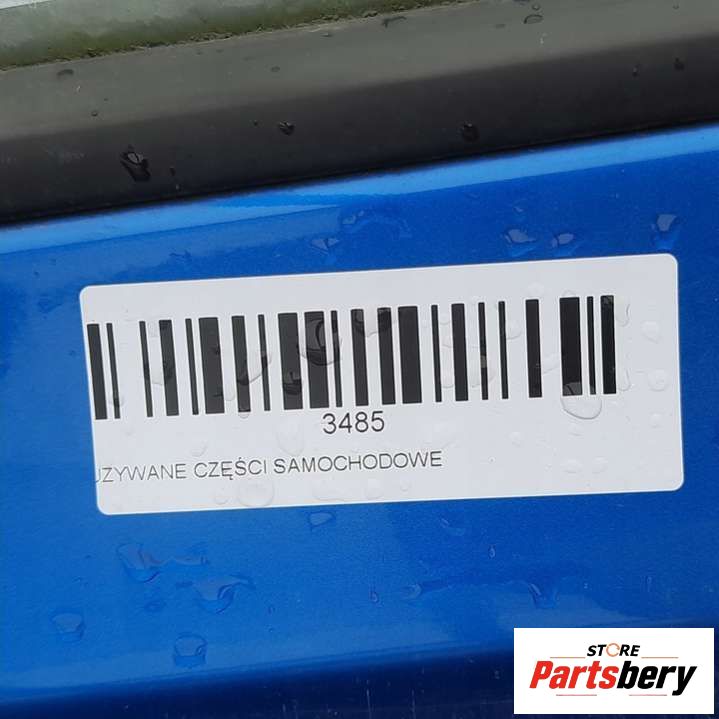 3485
UZYWANE CZĘŚCI SAMOCHODOWE
STORE
Partsbery